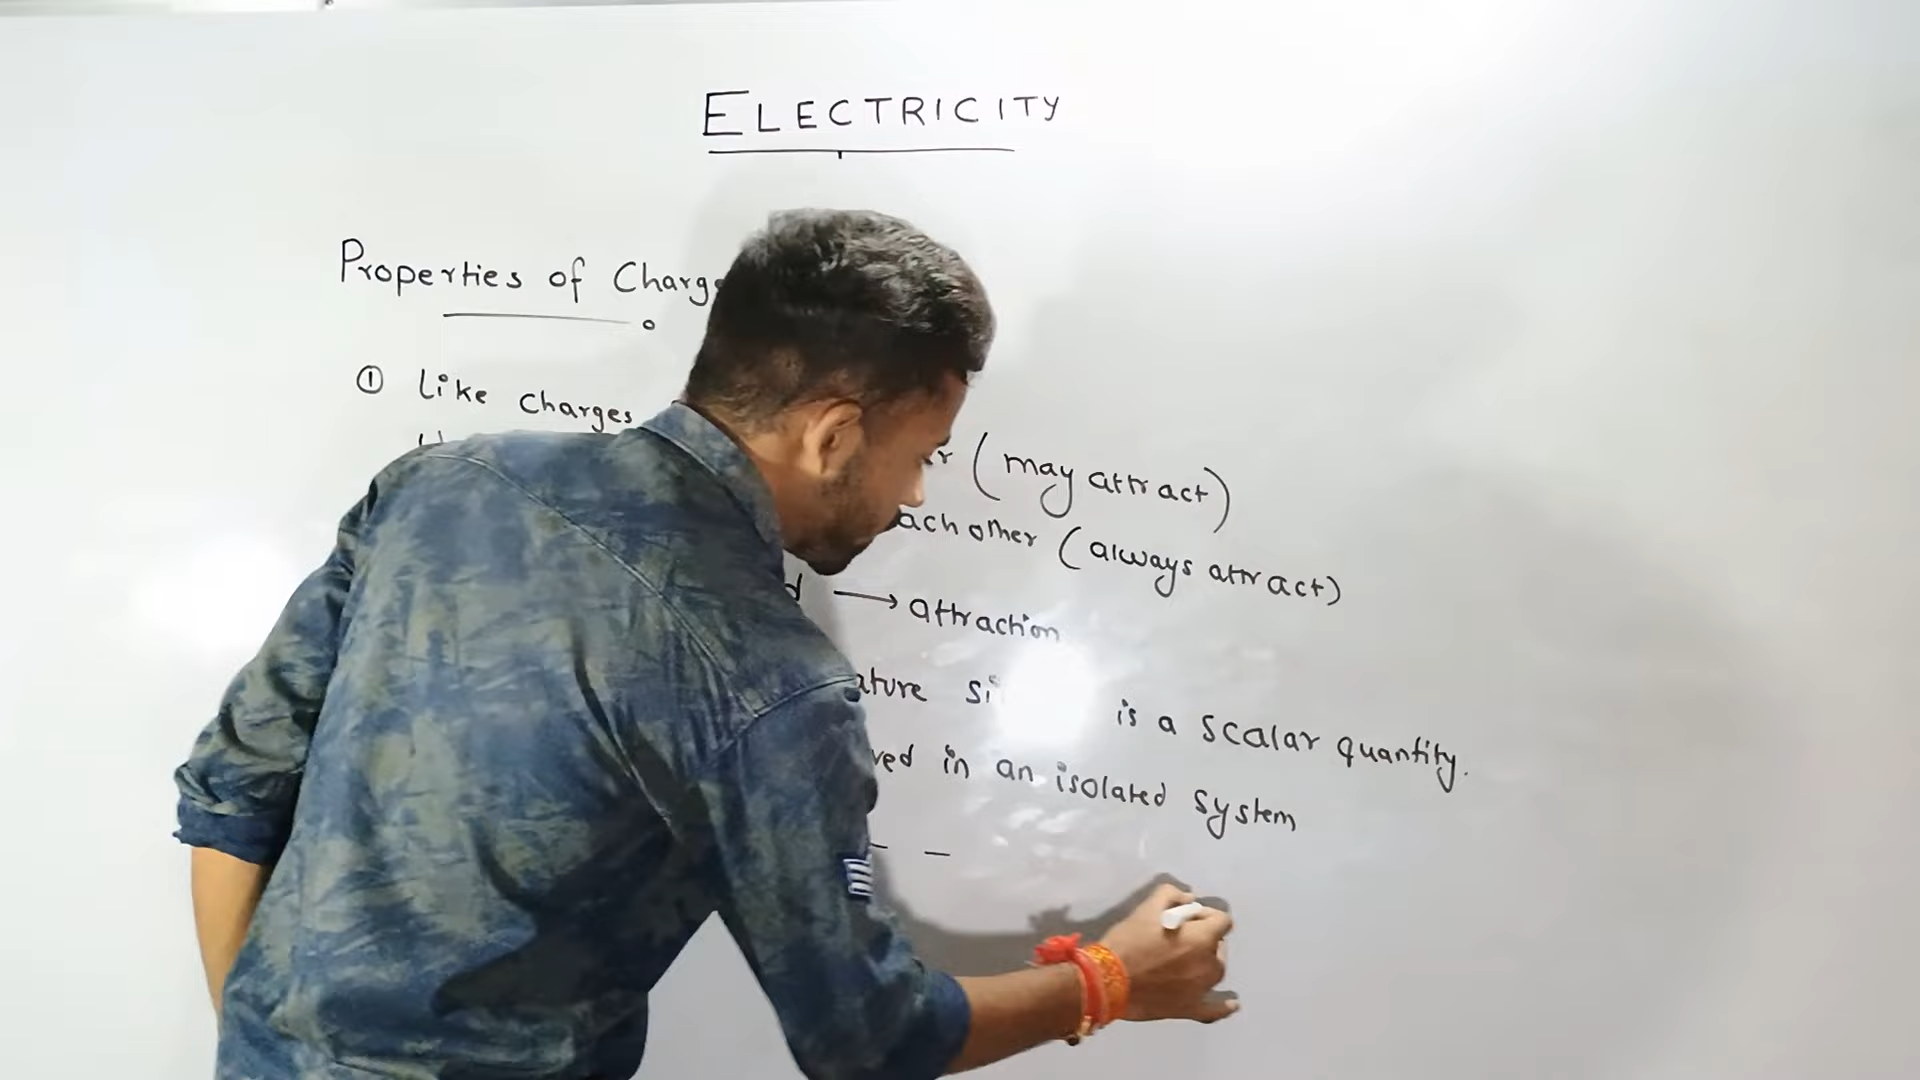 ELECTRICITY
Properties of Charg
① Like Charges
(may attract)
ach other (always attract)
d → attraction
ature si is a scalar quantity.
ved in an isolated system
– –